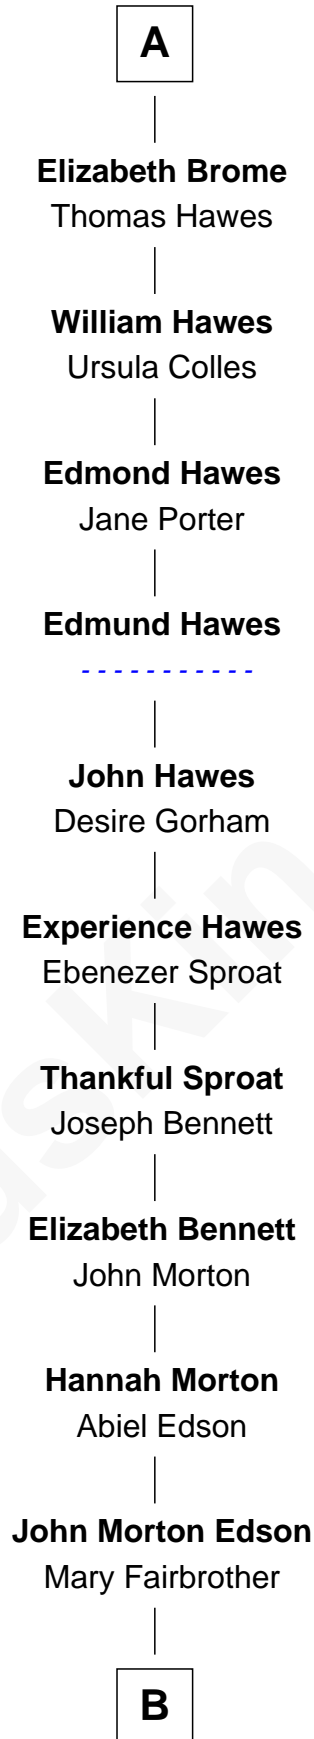 A
Elizabeth Brome
Thomas Hawes
William Hawes
Ursula Colles
Edmond Hawes
Jane Porter
Edmund Hawes
- - - - - - - - - - -
John Hawes
Desire Gorham
Experience Hawes
Ebenezer Sproat
Thankful Sproat
Joseph Bennett
Elizabeth Bennett
John Morton
Hannah Morton
Abiel Edson
John Morton Edson
Mary Fairbrother
B